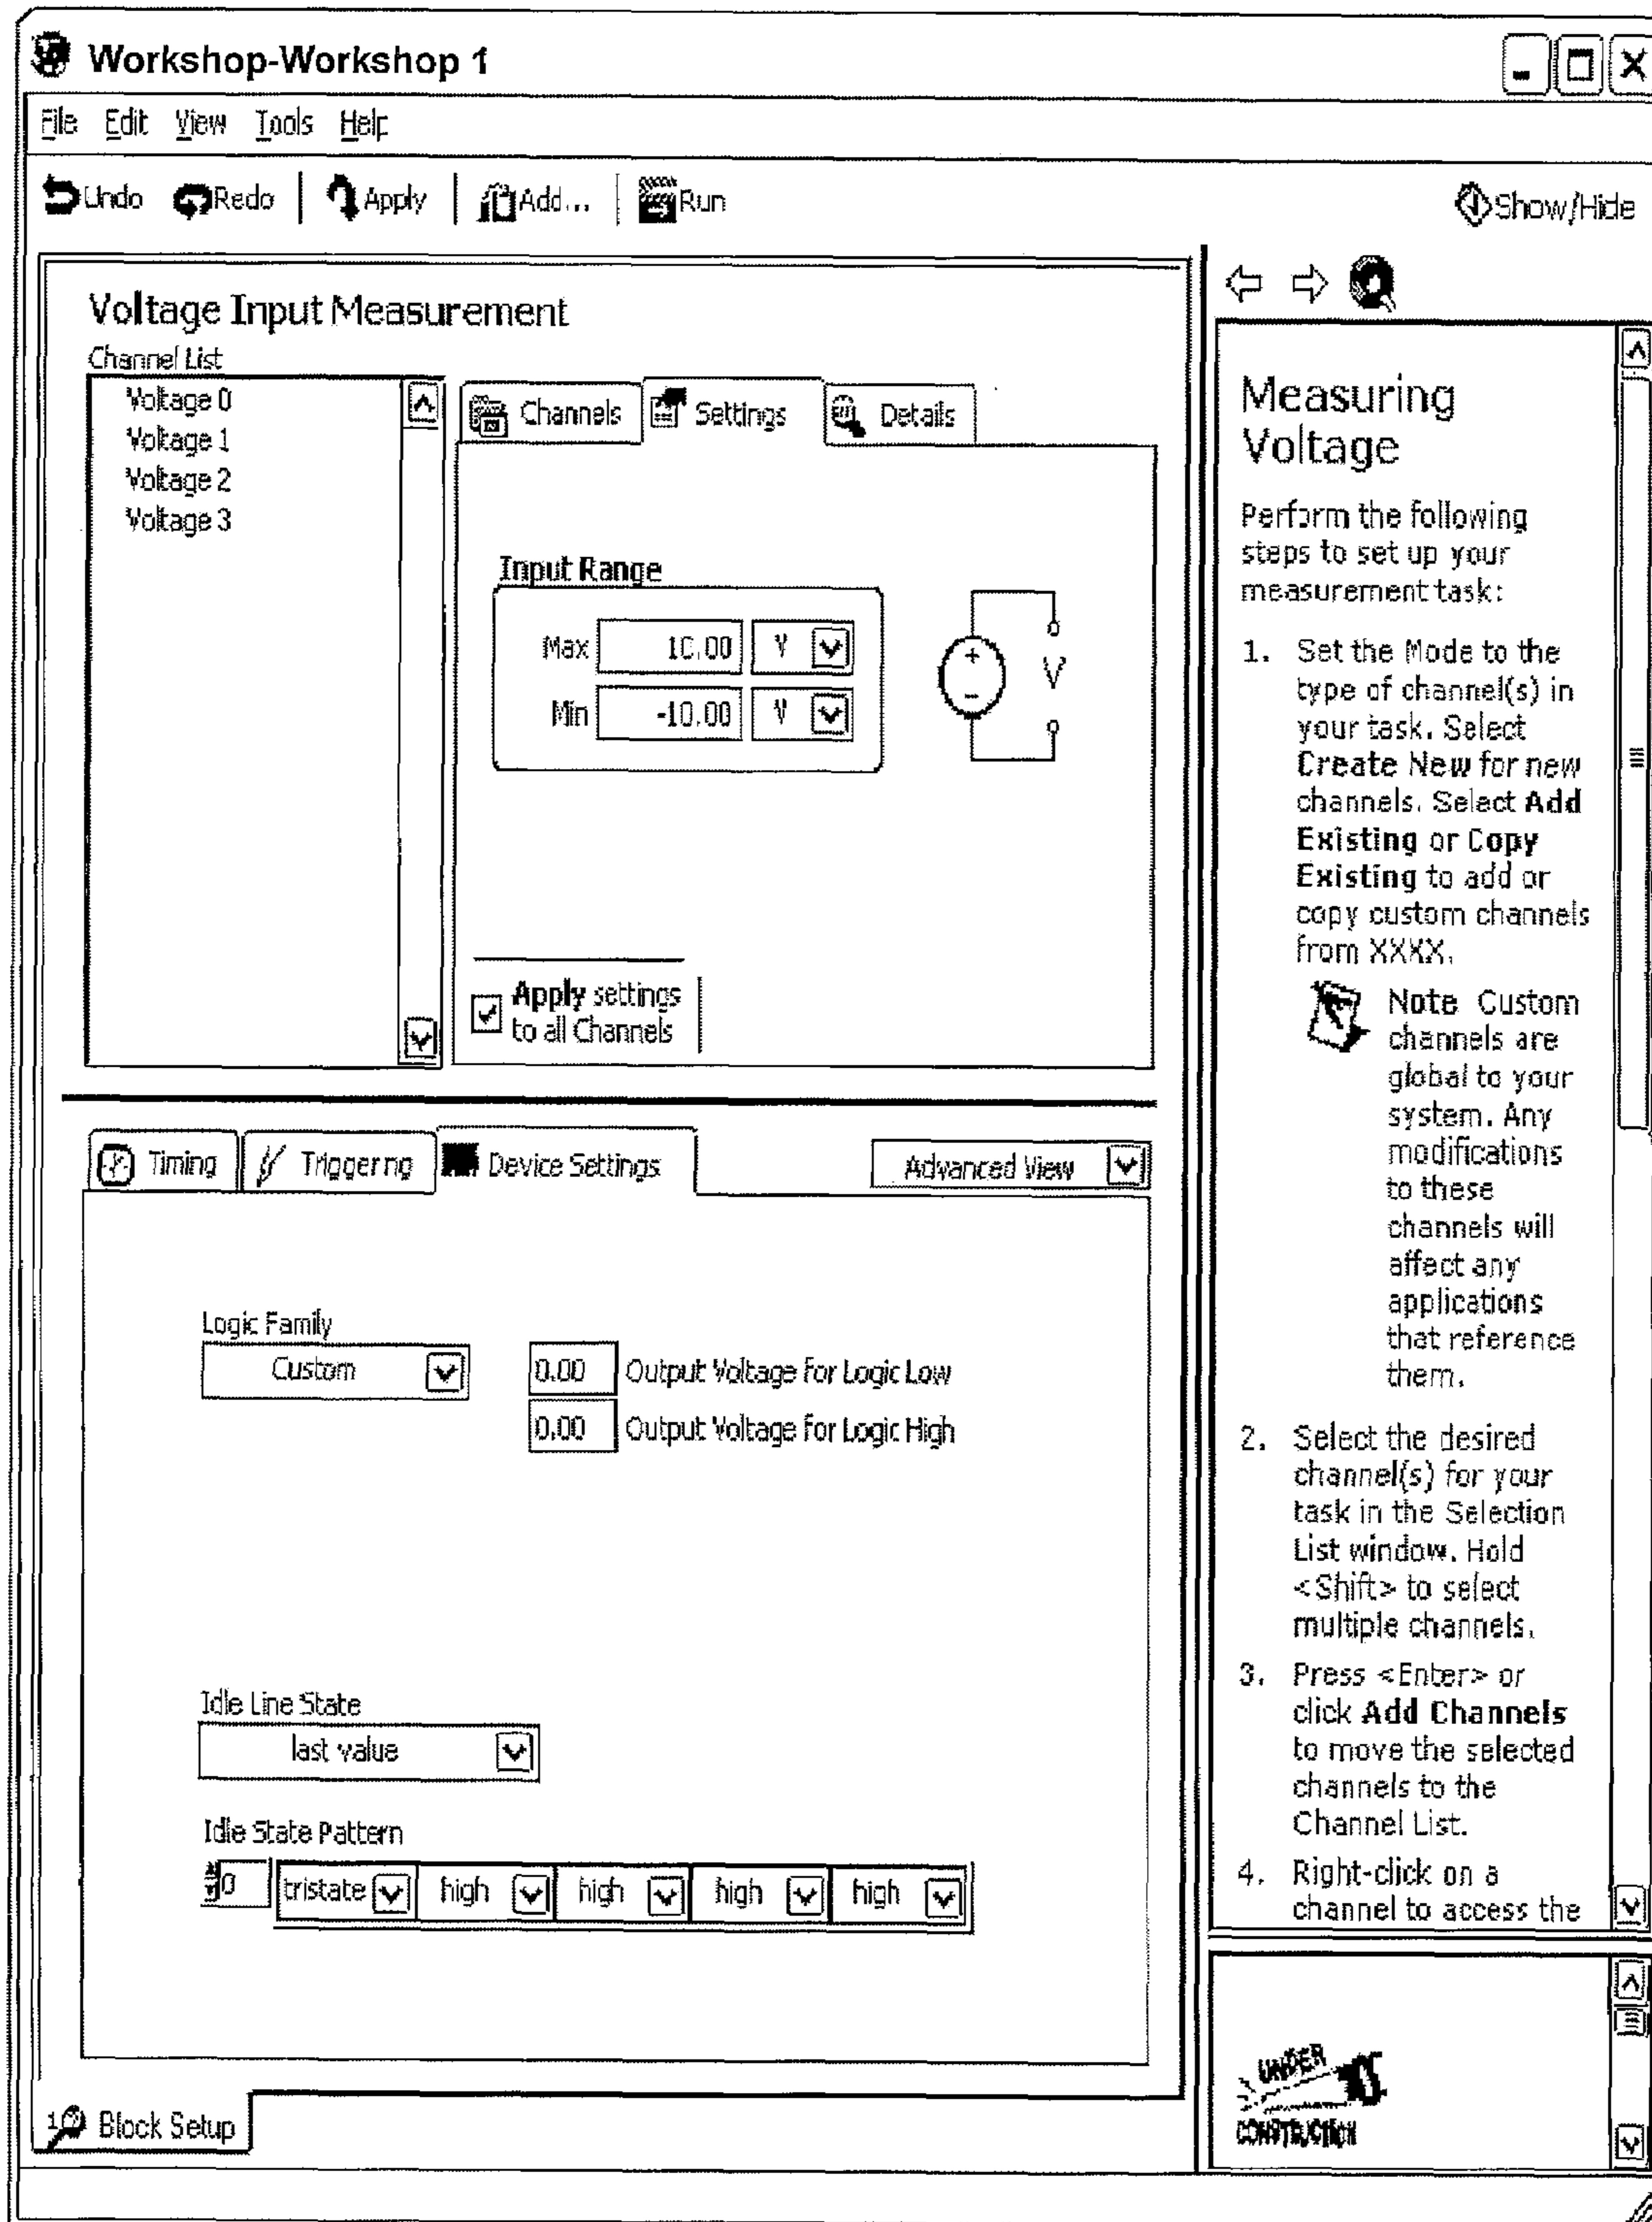 Workshop-Workshop 1
File Edit View Tools Help
Undo Redo Apply Add... Run Show/Hide
Voltage Input Measurement
Channel List
Voltage 0
Voltage 1
Voltage 2
Voltage 3
Channels Settings Details
Input Range
Max 10.00 V
Min -10.00 V
+
−
V
Apply settings
to all Channels
Timing Triggering Device Settings Advanced View
Logic Family
Custom
0.00 Output Voltage for Logic Low
0.00 Output Voltage for Logic High
Idle Line State
last value
Idle State Pattern
0 tristate high high high high
Block Setup
Measuring
Voltage
Perform the following
steps to set up your
measurement task:
1. Set the Mode to the
type of channel(s) in
your task. Select
Create New for new
channels. Select Add
Existing or Copy
Existing to add or
copy custom channels
from XXXX.
Note Custom
channels are
global to your
system. Any
modifications
to these
channels will
affect any
applications
that reference
them.
2. Select the desired
channel(s) for your
task in the Selection
List window. Hold
<Shift> to select
multiple channels.
3. Press <Enter> or
click Add Channels
to move the selected
channels to the
Channel List.
4. Right-click on a
channel to access the
UNDER
CONSTRUCTION